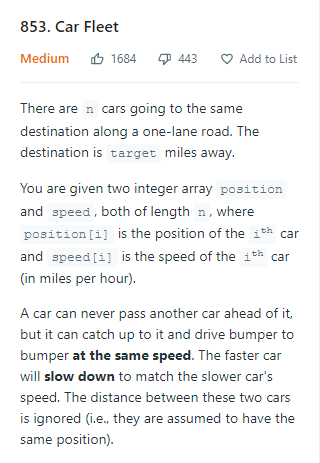 853. Car Fleet
Medium 1684 443 Add to List
There are n cars going to the same
destination along a one-lane road. The
destination is target miles away.
You are given two integer array position
and speed, both of length n, where
position[i] is the position of the ith car
and speed[i] is the speed of the ith car
(in miles per hour).
A car can never pass another car ahead of it,
but it can catch up to it and drive bumper to
bumper at the same speed. The faster car
will slow down to match the slower car's
speed. The distance between these two cars
is ignored (i.e., they are assumed to have the
same position).